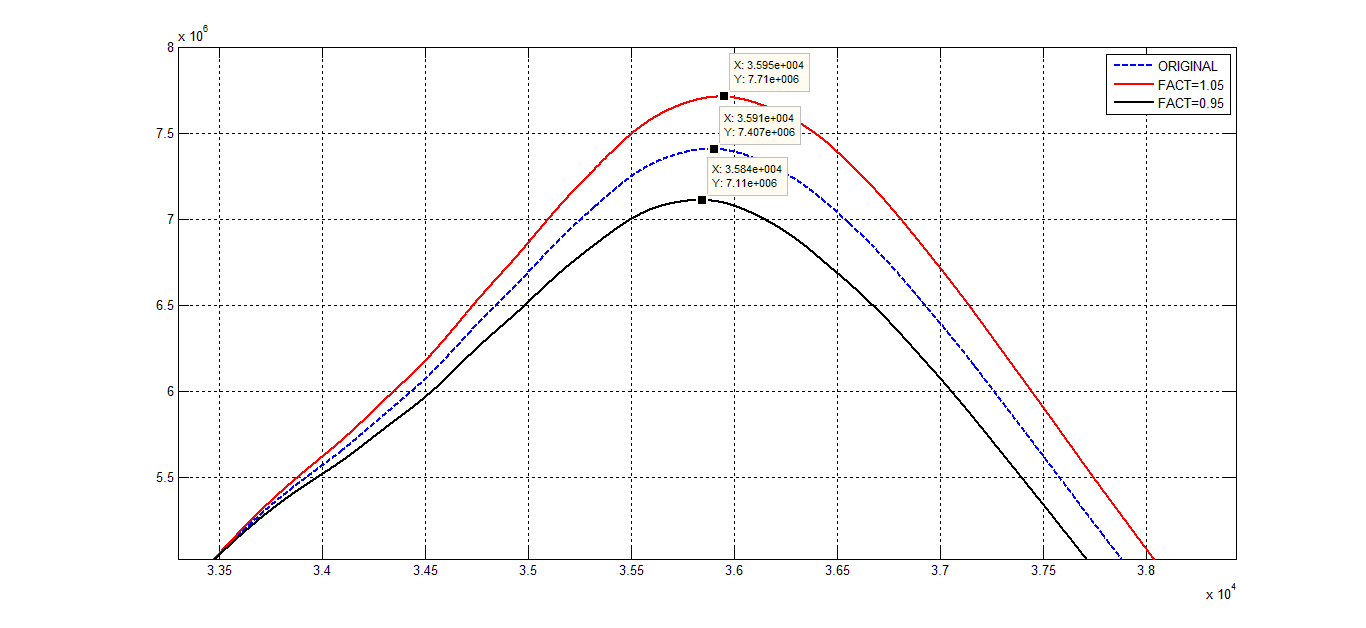 x 10^6
8
7.5
7
6.5
6
5.5
X: 3.595e+004
Y: 7.71e+006
X: 3.591e+004
Y: 7.407e+006
X: 3.584e+004
Y: 7.11e+006
ORIGINAL
FACT=1.05
FACT=0.95
3.35 3.4 3.45 3.5 3.55 3.6 3.65 3.7 3.75 3.8
x 10^4